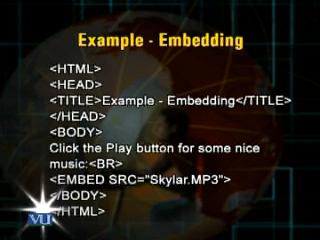 Example - Embedding
<HTML>
<HEAD>
<TITLE>Example - Embedding</TITLE>
</HEAD>
<BODY>
Click the Play button for some nice
music:<BR>
<EMBED SRC="Skylar.MP3">
</BODY>
</HTML>
VU